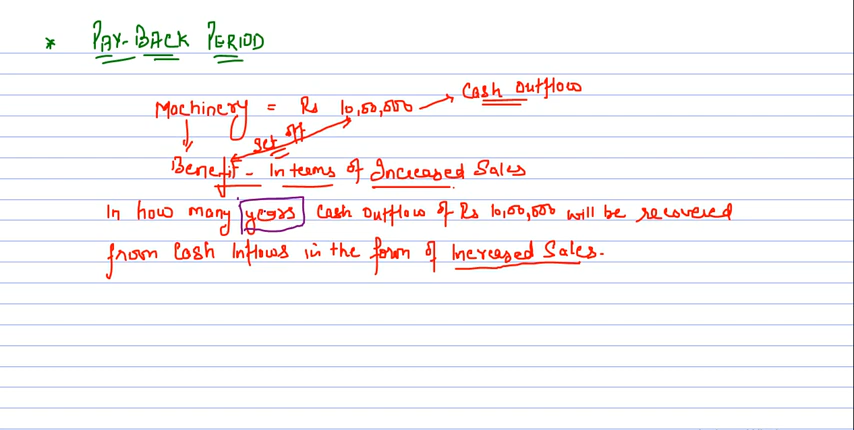 * PAY-BACK PERIOD
Machinery = Rs 10,00,000 → Cash Outflow
set off
Benefit - In terms of Increased Sales
In how many years Cash Outflow of Rs 10,00,000 will be recovered
from Cash Inflows in the form of Increased Sales.